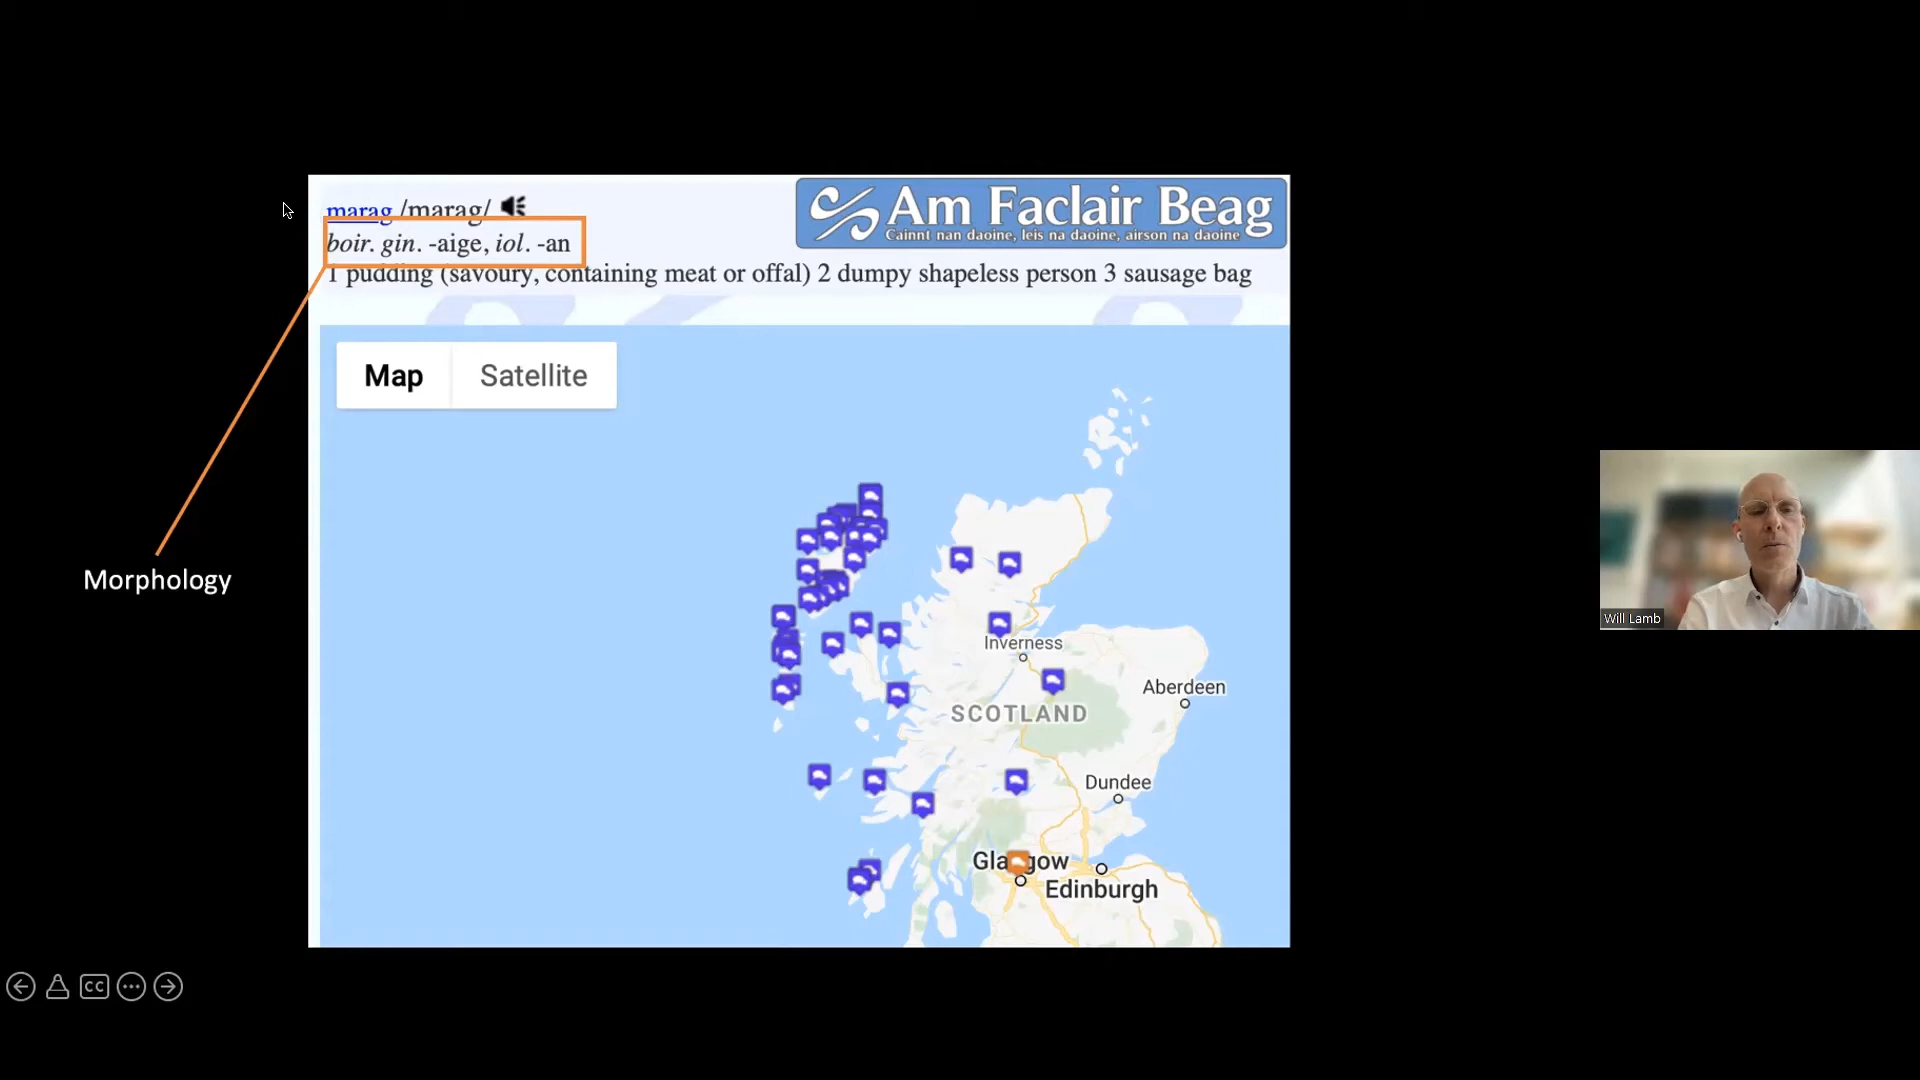 marag /marag/
Am Faclair Beag
Cainnt nan daoine, leis na daoine, airson na daoine
boir. gin. -aige, iol. -an
1 pudding (savoury, containing meat or offal) 2 dumpy shapeless person 3 sausage bag
Map
Satellite
Morphology
Inverness
Aberdeen
SCOTLAND
Dundee
Glasgow
Edinburgh
Will Lamb
CC